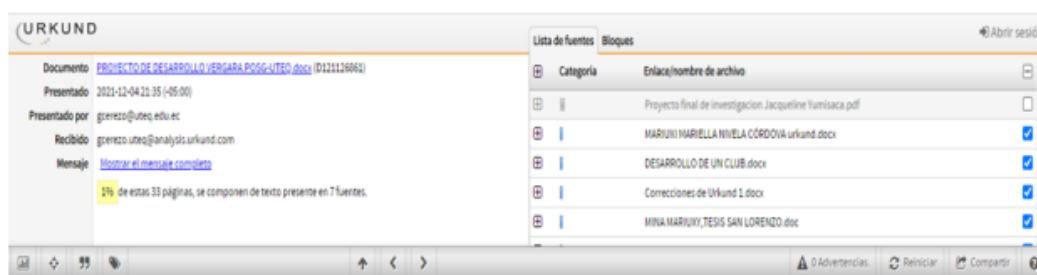 URKUND
Documento PROYECTO DE DESARROLLO VERGARA POSG-UTEQ.docx (D121126861)
Presentado 2021-12-04 21:35 (-05:00)
Presentado por gcerezo@uteq.edu.ec
Recibido gcerezo.uteq@analysis.urkund.com
Mensaje Mostrar el mensaje completo
1% de estas 33 páginas, se componen de texto presente en 7 fuentes.
Lista de fuentes Bloques
Abrir sesió
Categoría Enlace/nombre de archivo
Proyecto final de investigacion Jacqueline Yumisaca.pdf
MARIUXI MARIELLA NIVELA CÓRDOVA urkund.docx
DESARROLLO DE UN CLUB.docx
Correcciones de Urkund 1.docx
MINA MARIUXY,TESIS SAN LORENZO.doc
0 Advertencias. Reiniciar Compartir